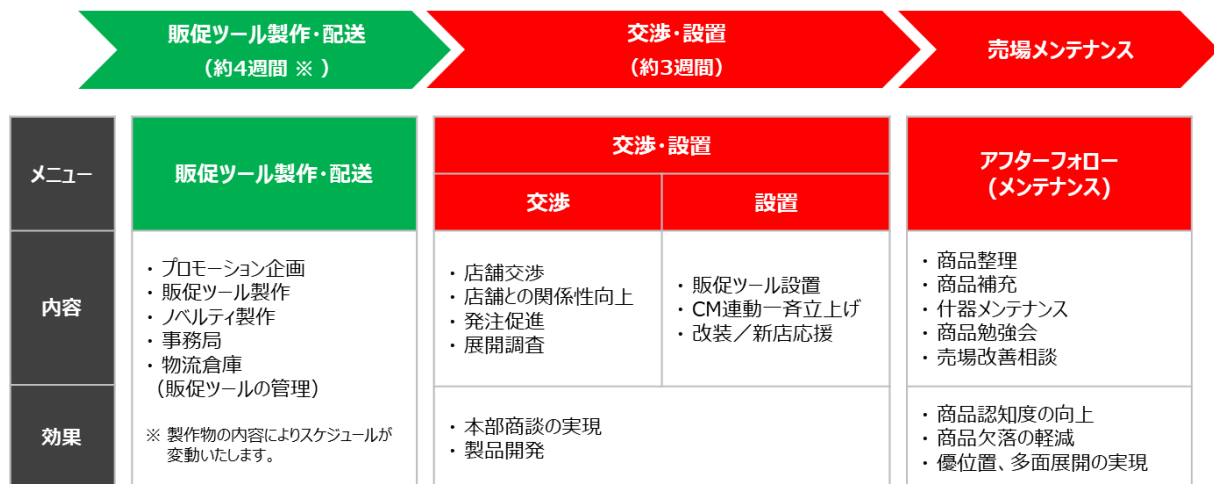 販促ツール製作・配送
（約4週間 ※ ）
交渉・設置
（約3週間）
売場メンテナンス
メニュー
販促ツール製作・配送
交渉・設置
交渉
設置
アフターフォロー
(メンテナンス)
内容
・ プロモーション企画
・ 販促ツール製作
・ ノベルティ製作
・ 事務局
・ 物流倉庫
（販促ツールの管理）
※ 製作物の内容によりスケジュールが
変動いたします。
・ 店舗交渉
・ 店舗との関係性向上
・ 発注促進
・ 展開調査
・ 販促ツール設置
・ CM連動一斉立上げ
・ 改装／新店応援
・ 商品整理
・ 商品補充
・ 什器メンテナンス
・ 商品勉強会
・ 売場改善相談
効果
・ 本部商談の実現
・ 製品開発
・ 商品認知度の向上
・ 商品欠落の軽減
・ 優位置、多面展開の実現